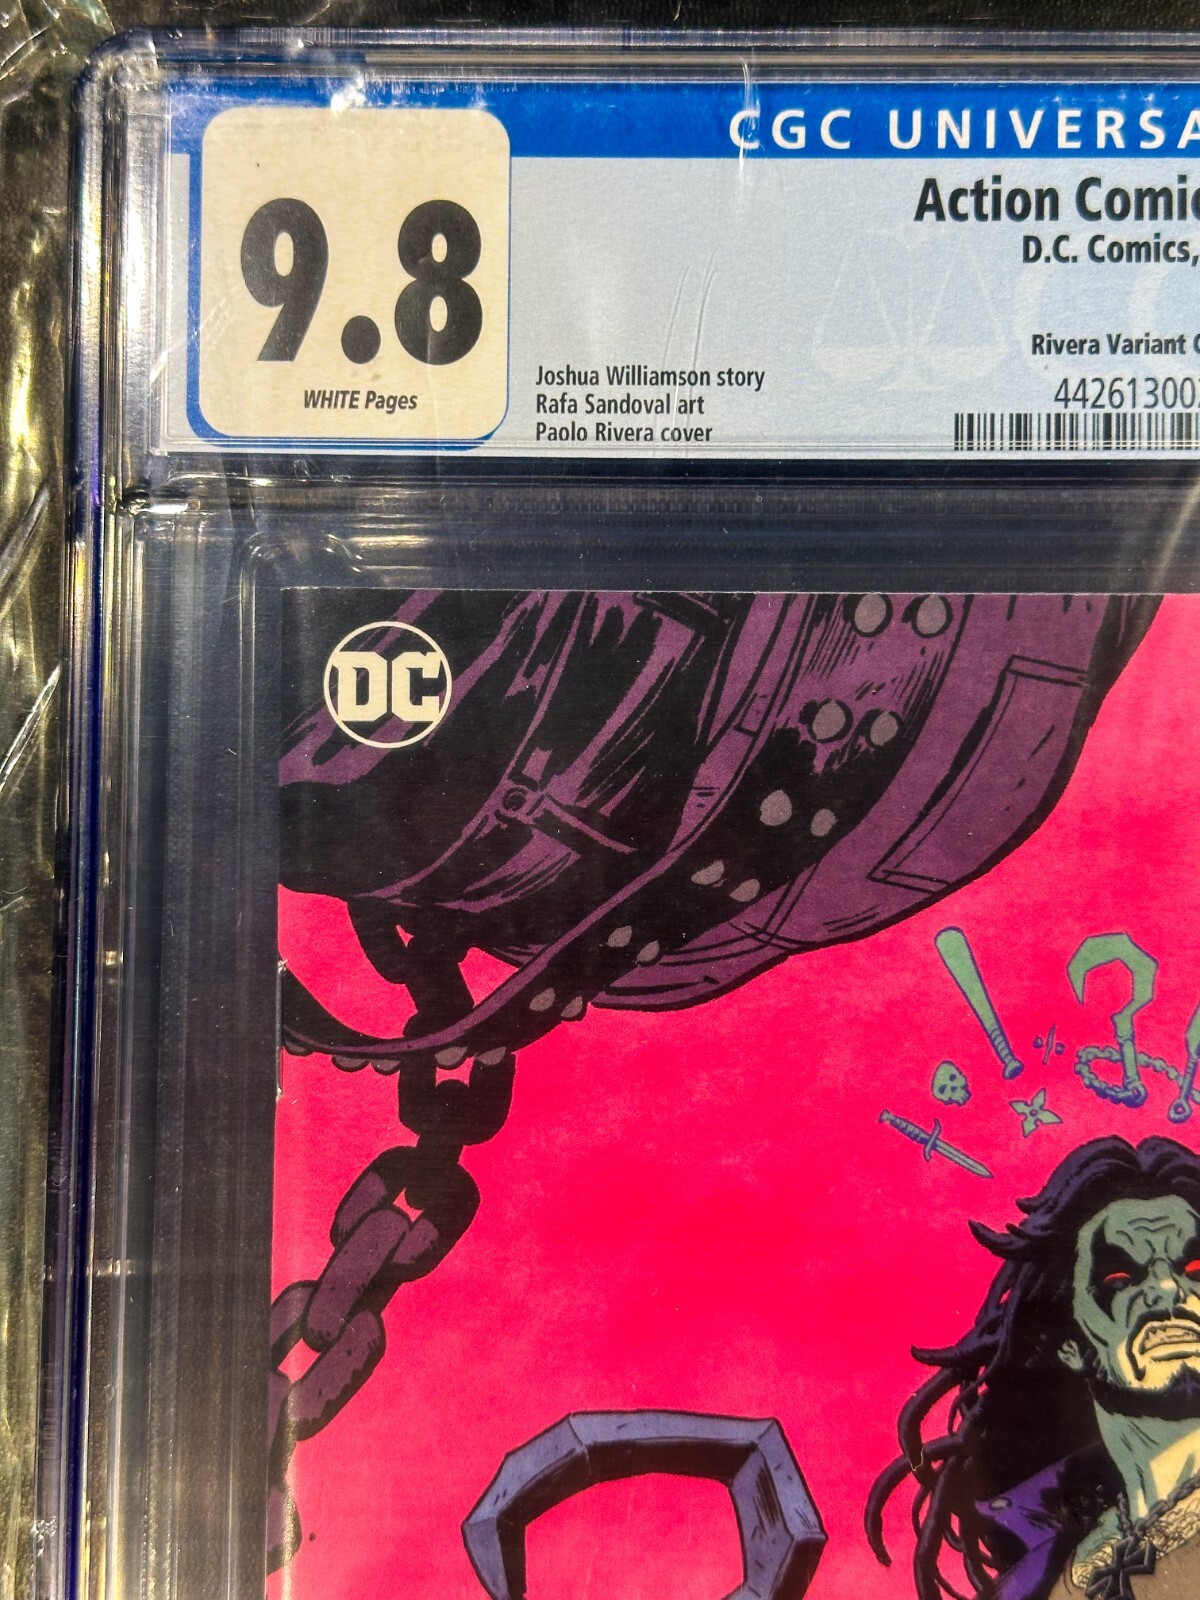 CGC UNIVERSA
9.8
WHITE Pages
Action Comic
D.C. Comics,
Rivera Variant C
Joshua Williamson story
Rafa Sandoval art
Paolo Rivera cover
44261300
DC